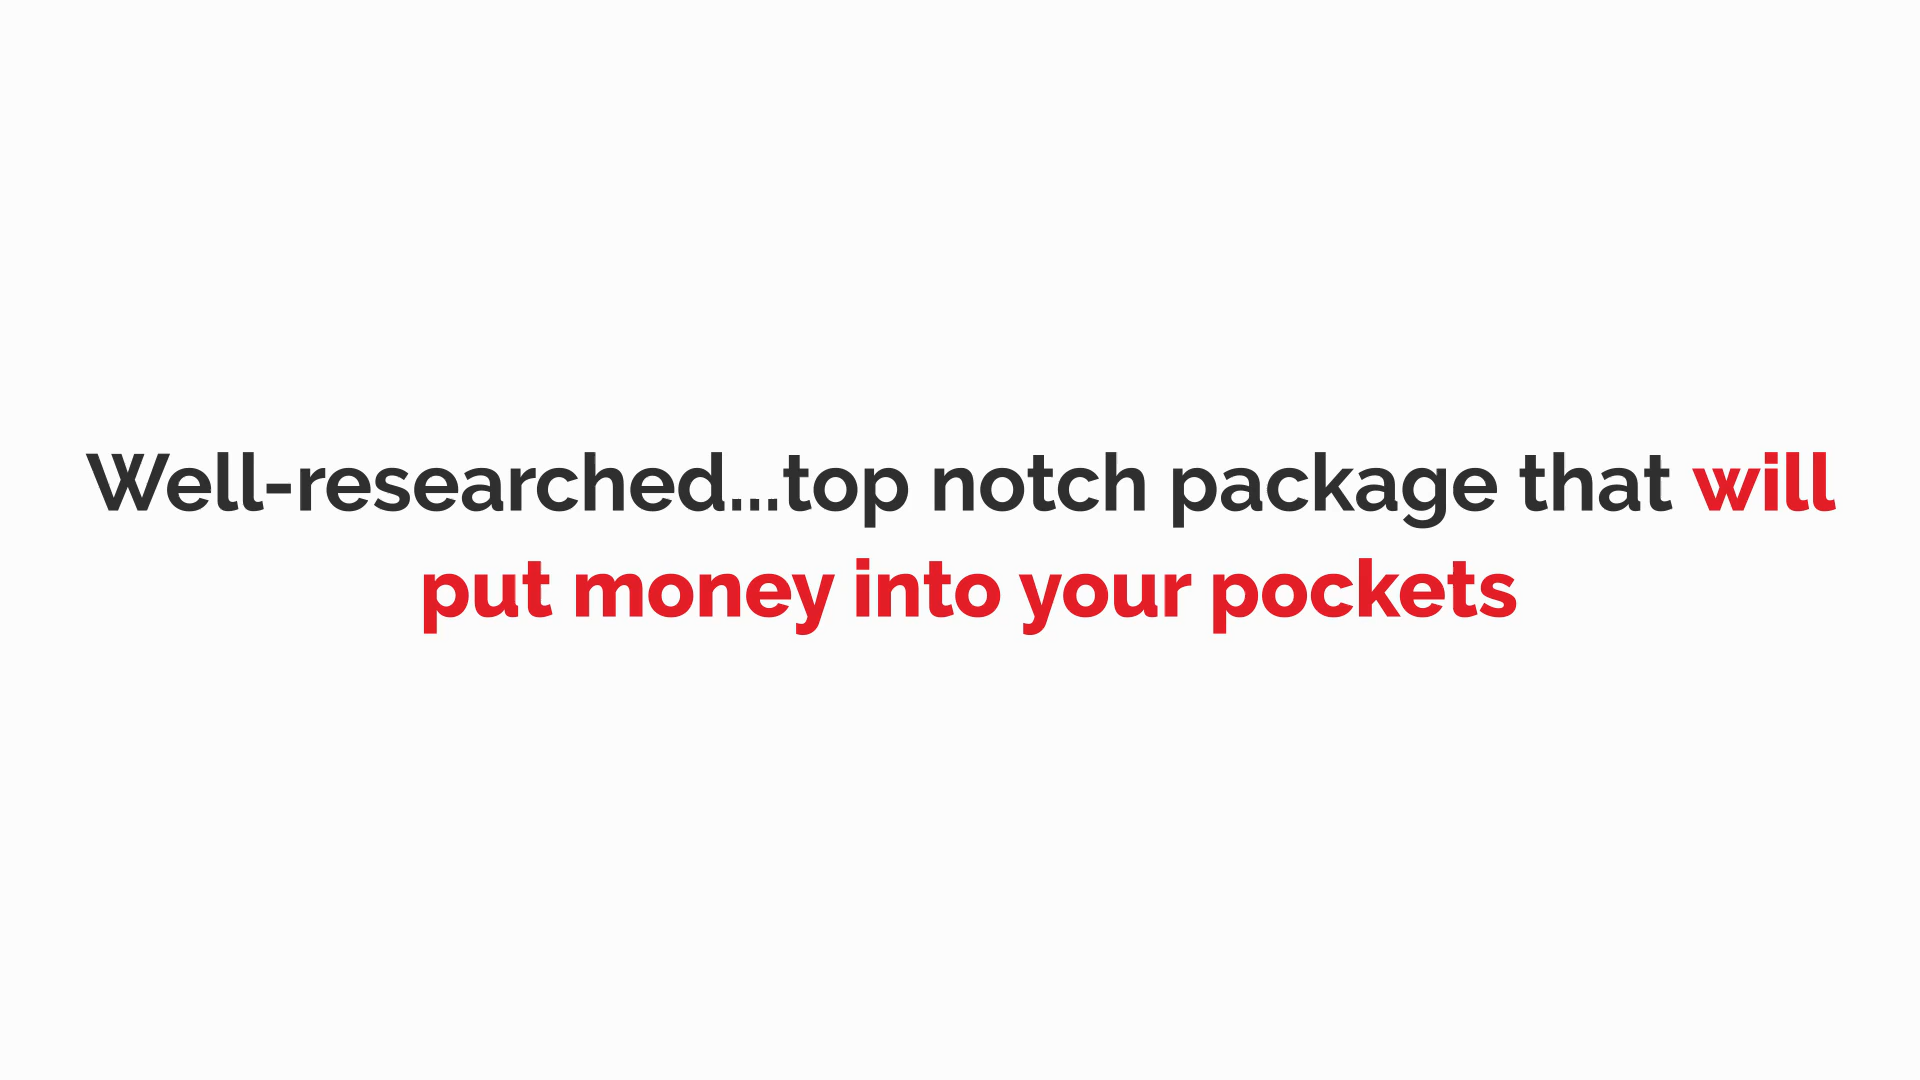 Well-researched...top notch package that will
put money into your pockets